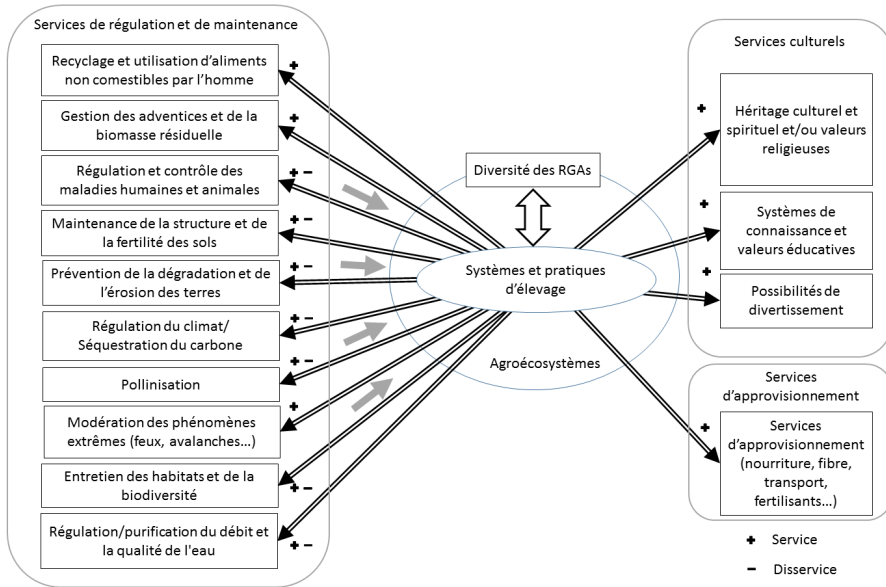 Services de régulation et de maintenance
Recyclage et utilisation d'aliments
non comestibles par l'homme
+
Gestion des adventices et de la
biomasse résiduelle
+
Régulation et contrôle des
maladies humaines et animales
+ –
Maintenance de la structure et de
la fertilité des sols
+ –
Prévention de la dégradation et de
l'érosion des terres
+ –
Régulation du climat/
Séquestration du carbone
+ –
Pollinisation
+ –
Modération des phénomènes
extrêmes (feux, avalanches...)
+
Entretien des habitats et de la
biodiversité
+ –
Régulation/purification du débit et
la qualité de l'eau
+ –
Diversité des RGAs
Systèmes et pratiques
d'élevage
Agroécosystèmes
Services culturels
+
Héritage culturel et
spirituel et/ou valeurs
religieuses
+
Systèmes de
connaissance et
valeurs éducatives
+
Possibilités de
divertissement
Services
d'approvisionnement
+
Services
d'approvisionnement
(nourriture, fibre,
transport,
fertilisants...)
+ Service
– Disservice